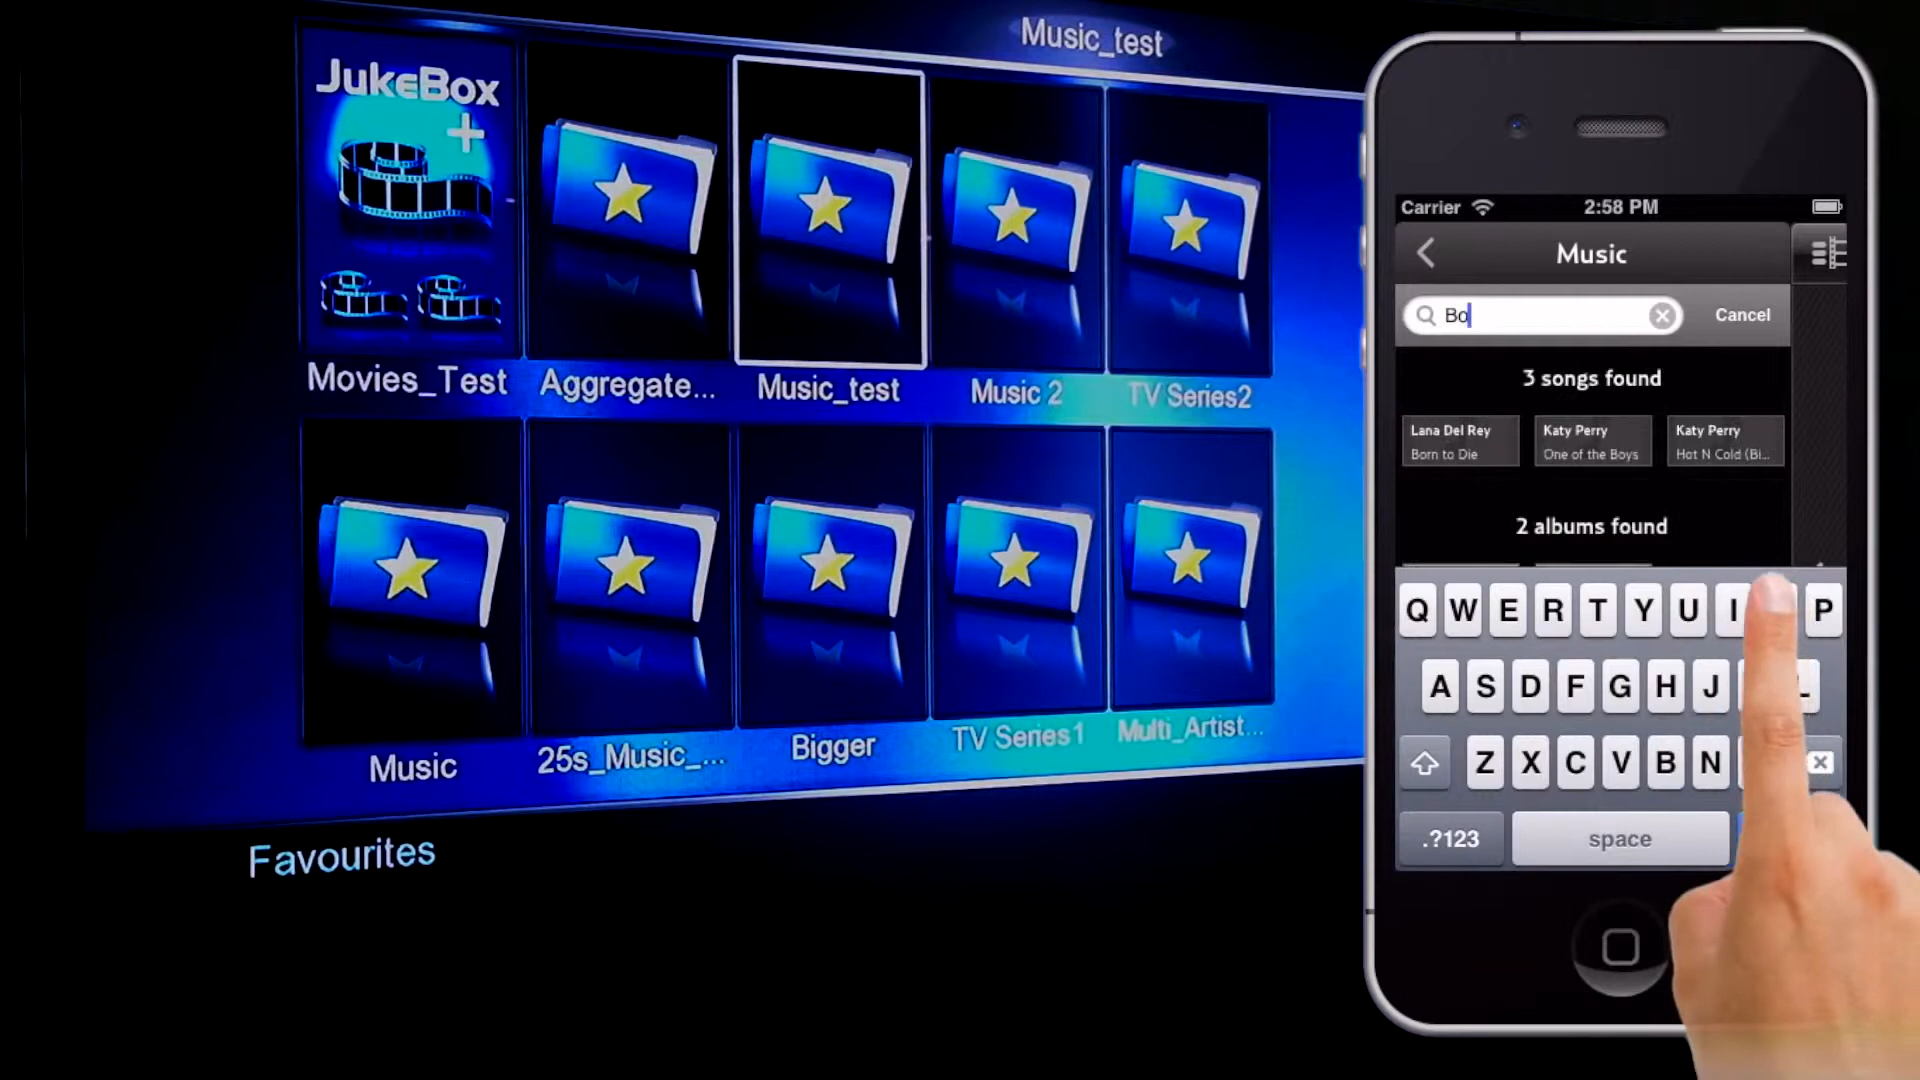 Music_test
JukeBox
+
Movies_Test
Aggregate...
Music_test
Music 2
TV Series2
Music
25s_Music_...
Bigger
TV Series1
Multi_Artist...
Favourites
Carrier
2:58 PM
Music
Bo
Cancel
3 songs found
Lana Del Rey
Born to Die
Katy Perry
One of the Boys
Katy Perry
Hot N Cold (Bi...
2 albums found
Q W E R T Y U I P
A S D F G H J L
Z X C V B N
.?123
space